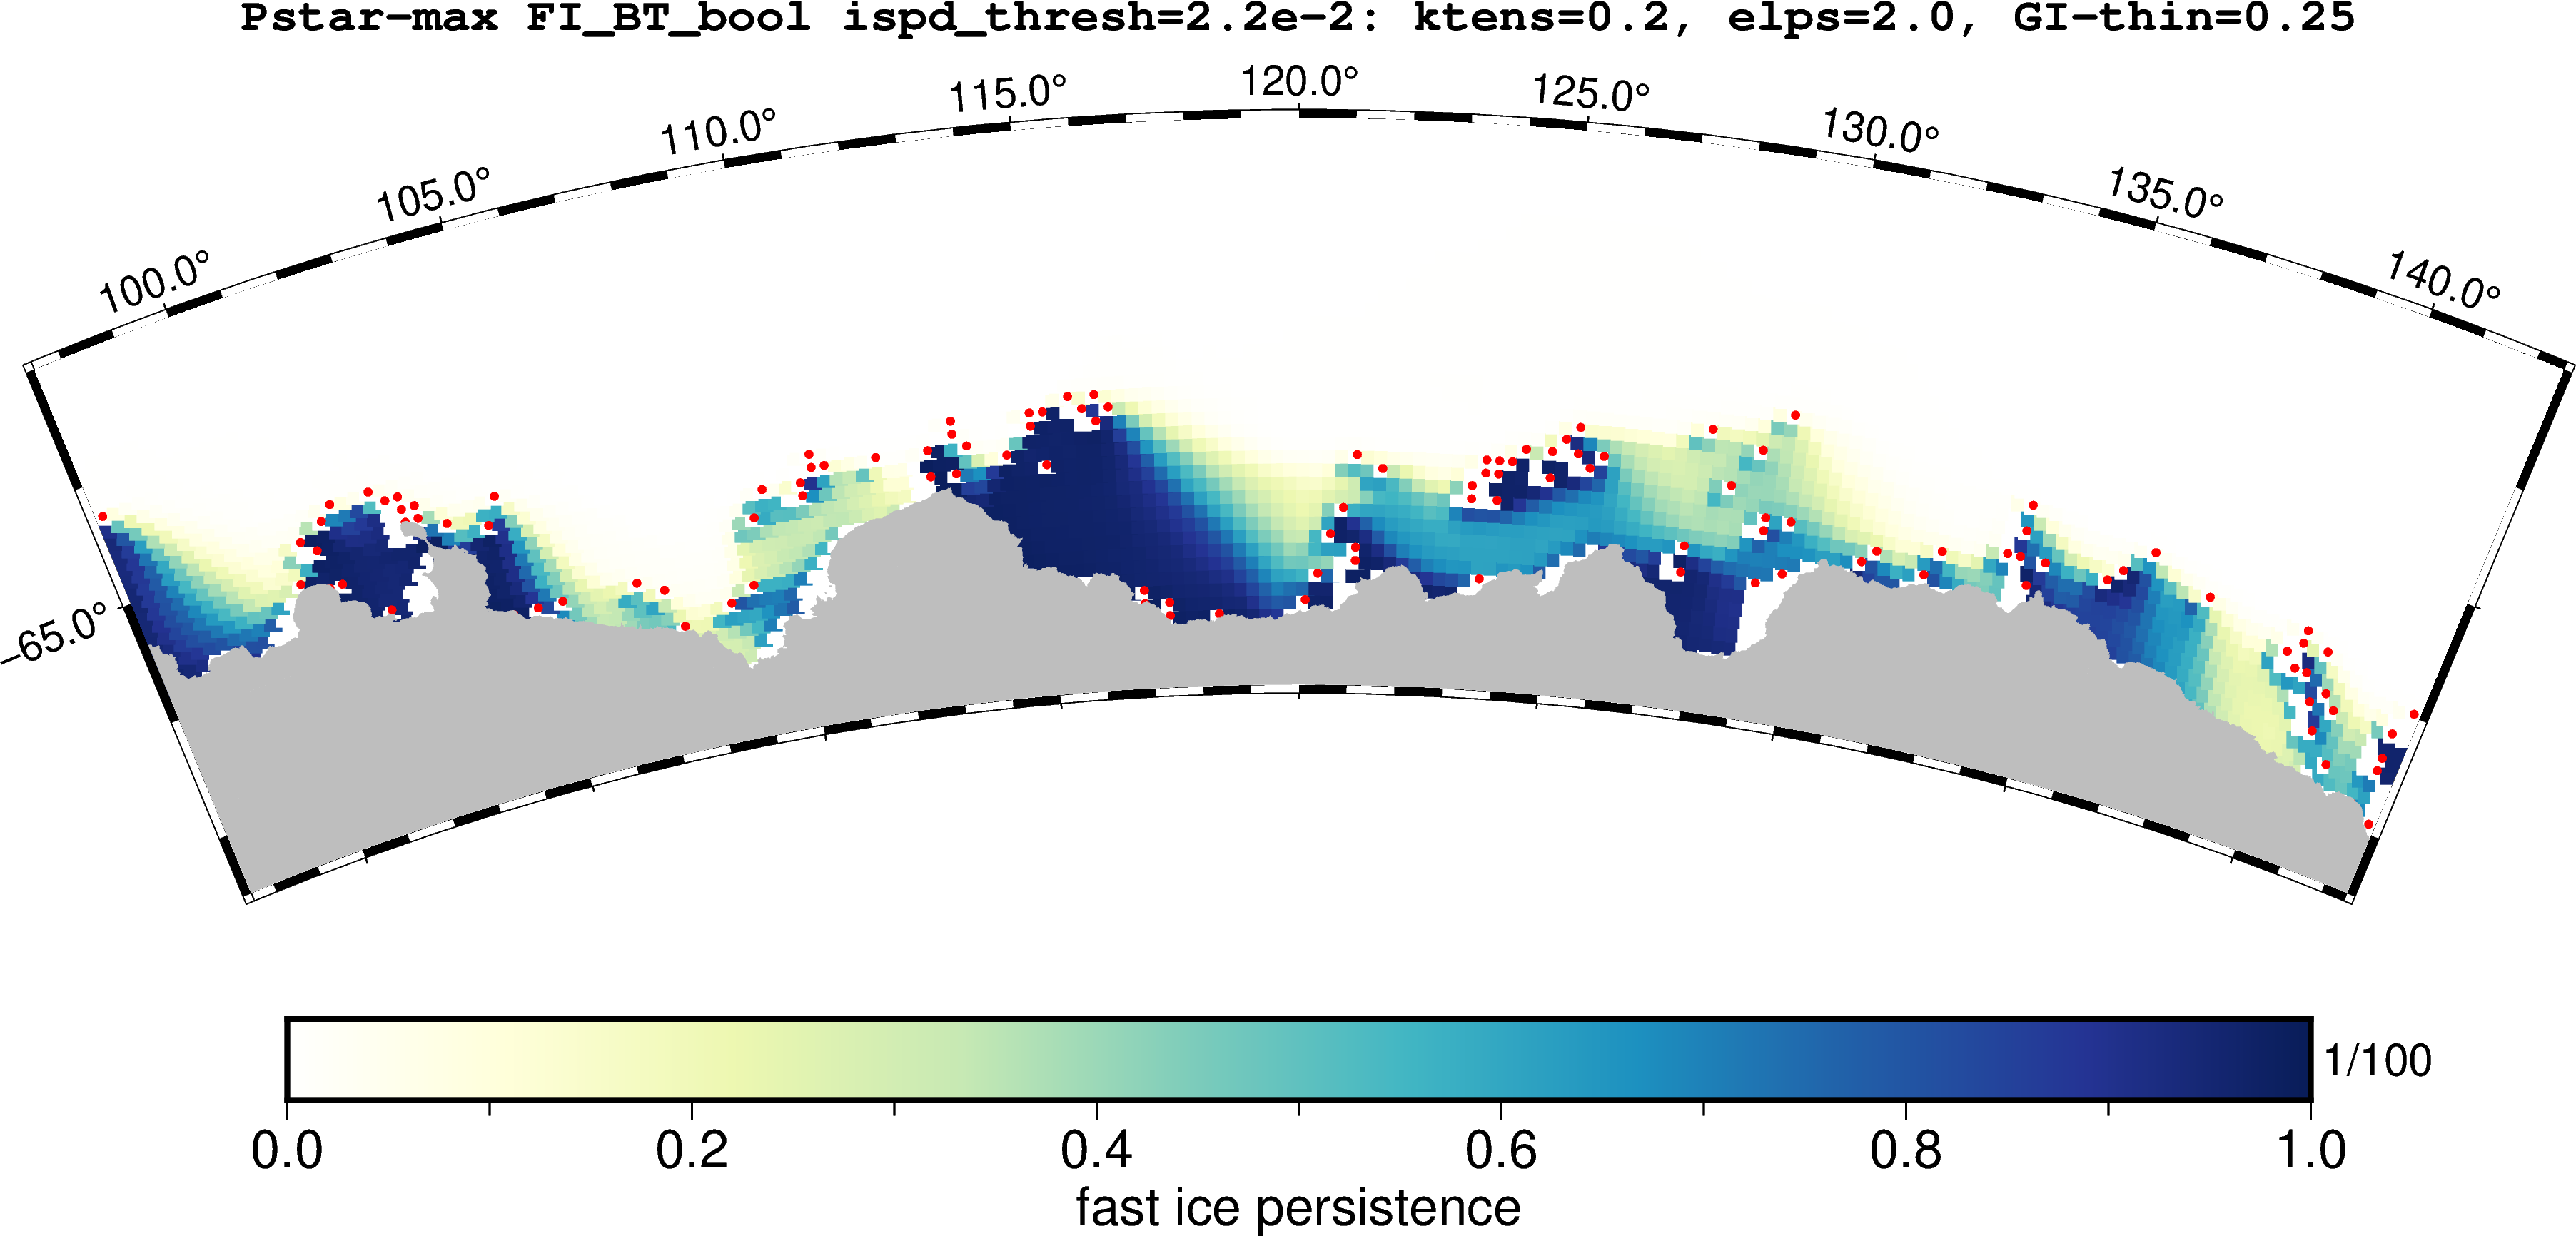 Pstar-max FI_BT_bool ispd_thresh=2.2e-2: ktens=0.2, elps=2.0, GI-thin=0.25
100.0° 105.0° 110.0° 115.0° 120.0° 125.0° 130.0° 135.0° 140.0°
-65.0°
1/100
0.0 0.2 0.4 0.6 0.8 1.0
fast ice persistence